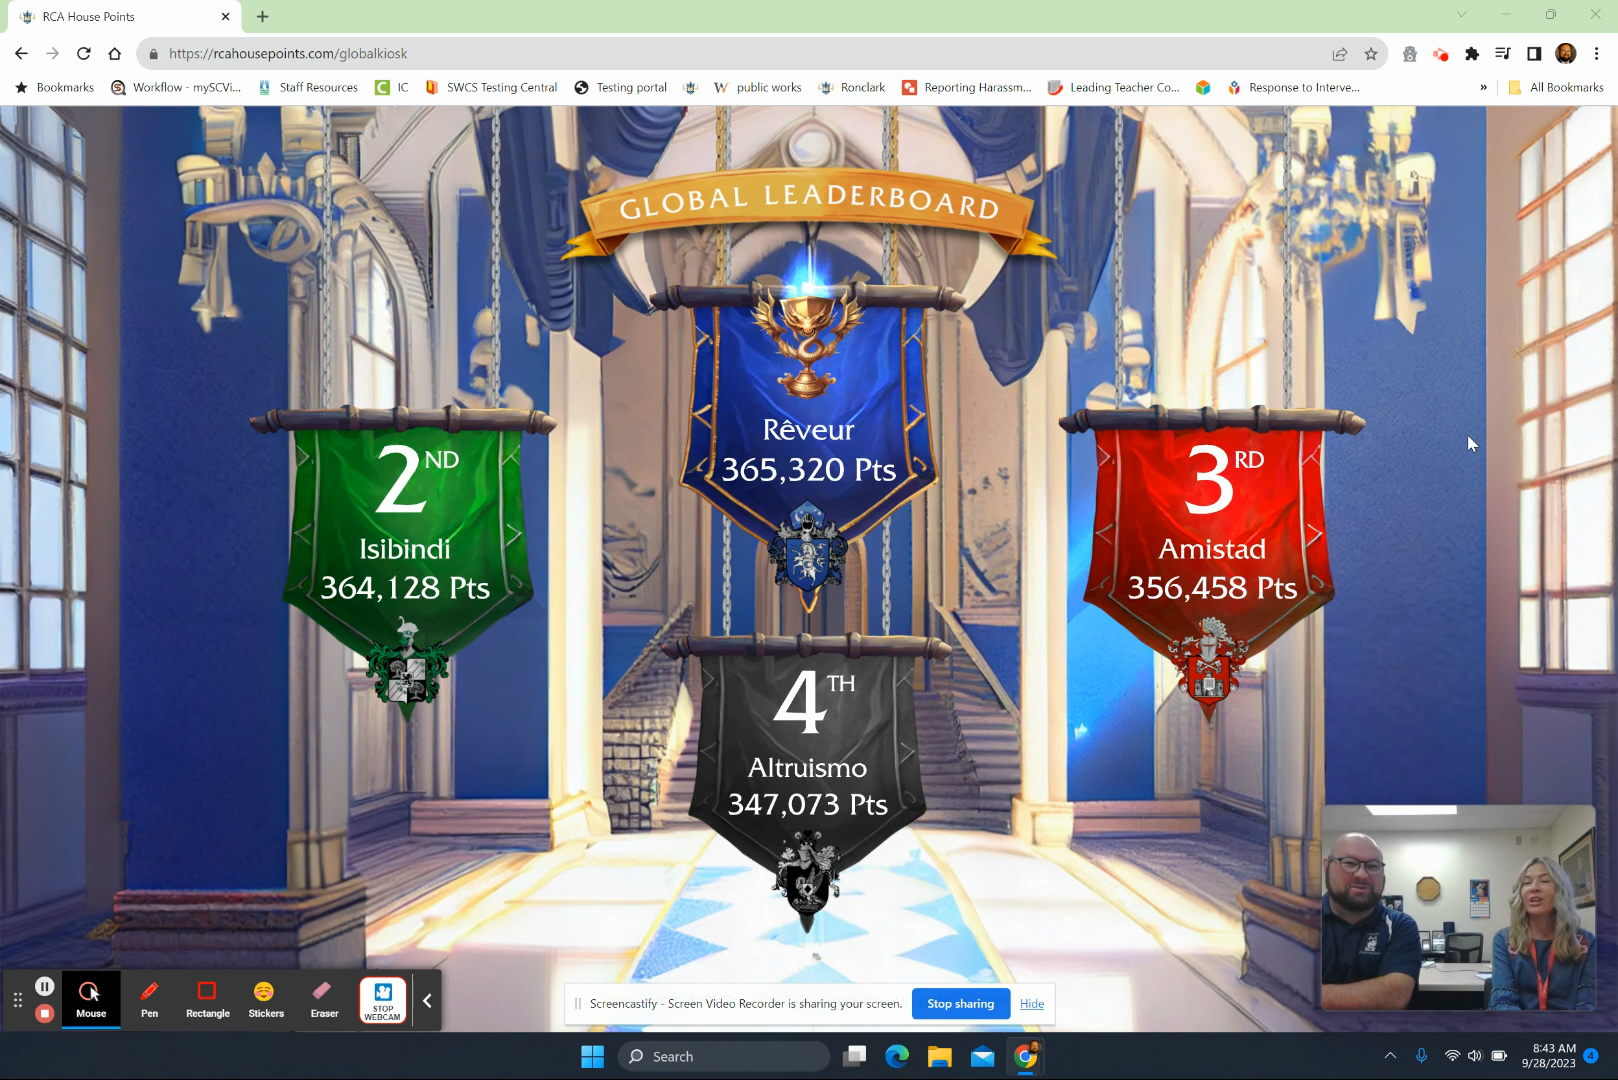 RCA House Points
https://rcahousepoints.com/globalkiosk
Bookmarks
Workflow - mySCVi...
Staff Resources
IC
SWCS Testing Central
Testing portal
public works
Ronclark
Reporting Harassm...
Leading Teacher Co...
Response to Interve...
»
All Bookmarks
GLOBAL LEADERBOARD
Rêveur
365,320 Pts
2ND
Isibindi
364,128 Pts
3RD
Amistad
356,458 Pts
4TH
Altruismo
347,073 Pts
Mouse
Pen
Rectangle
Stickers
Eraser
STOP
WEBCAM
Screencastify - Screen Video Recorder is sharing your screen.
Stop sharing
Hide
Search
8:43 AM
9/28/2023
4